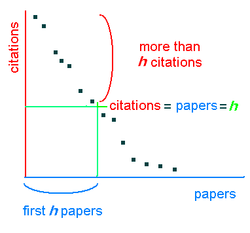 citations
more than
h citations
citations = papers = h
papers
first h papers